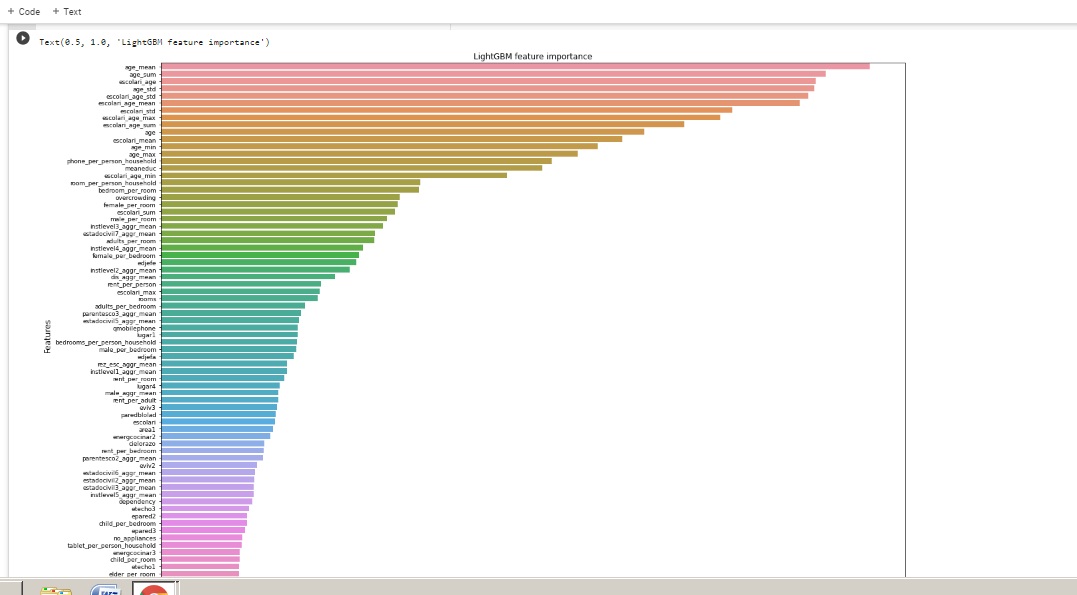 + Code + Text
Text(0.5, 1.0, 'LightGBM feature importance')
LightGBM feature importance
age_mean
age_sum
escolari_age
age_std
escolari_age_std
escolari_age_mean
escolari_std
escolari_age_max
escolari_age_sum
age
escolari_mean
age_min
age_max
phone_per_person_household
meaneduc
escolari_age_min
room_per_person_household
bedroom_per_room
overcrowding
female_per_room
escolari_sum
male_per_room
instlevel3_aggr_mean
estadocivil7_aggr_mean
adults_per_room
instlevel4_aggr_mean
female_per_bedroom
edjefe
instlevel2_aggr_mean
dis_aggr_mean
rent_per_person
escolari_max
rooms
adults_per_bedroom
parentesco3_aggr_mean
estadocivil5_aggr_mean
qmobilephone
lugar1
bedrooms_per_person_household
male_per_bedroom
edjefa
rez_esc_aggr_mean
instlevel1_aggr_mean
rent_per_room
lugar4
male_aggr_mean
rent_per_adult
eviv3
paredblolad
escolari
area1
energcocinar2
cielorazo
rent_per_bedroom
parentesco2_aggr_mean
eviv2
estadocivil6_aggr_mean
estadocivil2_aggr_mean
estadocivil3_aggr_mean
instlevel5_aggr_mean
dependency
etecho3
epared2
child_per_bedroom
epared3
no_appliances
tablet_per_person_household
energcocinar3
child_per_room
etecho1
elder_per_room
Features